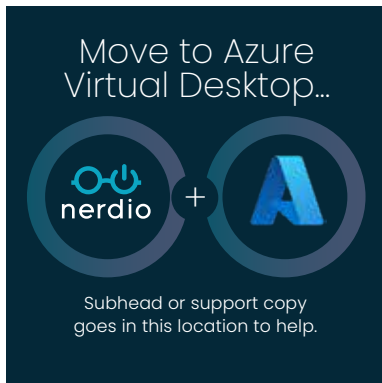 Move to Azure
Virtual Desktop...
nerdio
+
Subhead or support copy
goes in this location to help.